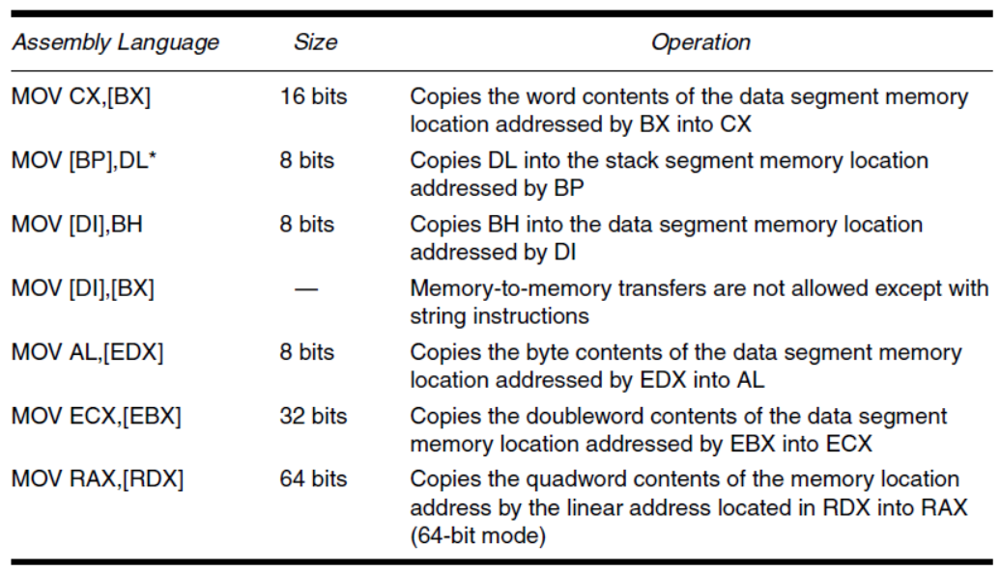 Assembly Language Size Operation
MOV CX,[BX] 16 bits Copies the word contents of the data segment memory
location addressed by BX into CX
MOV [BP],DL* 8 bits Copies DL into the stack segment memory location
addressed by BP
MOV [DI],BH 8 bits Copies BH into the data segment memory location
addressed by DI
MOV [DI],[BX] — Memory-to-memory transfers are not allowed except with
string instructions
MOV AL,[EDX] 8 bits Copies the byte contents of the data segment memory
location addressed by EDX into AL
MOV ECX,[EBX] 32 bits Copies the doubleword contents of the data segment
memory location addressed by EBX into ECX
MOV RAX,[RDX] 64 bits Copies the quadword contents of the memory location
address by the linear address located in RDX into RAX
(64-bit mode)